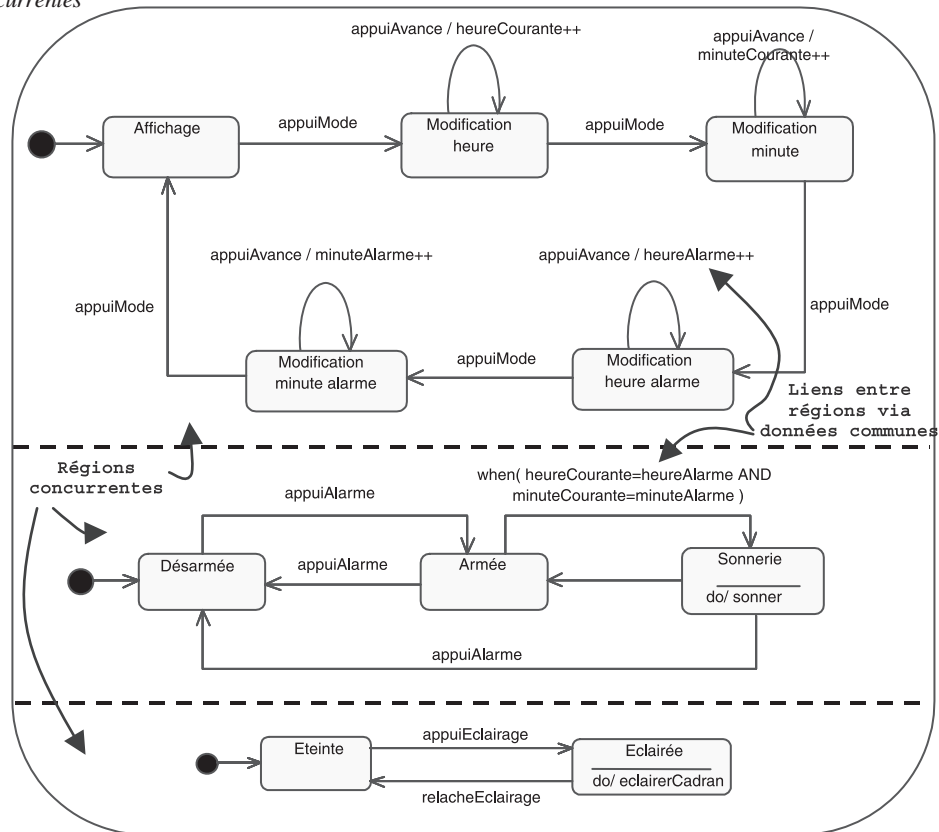 currentes
appuiAvance / heureCourante++
appuiAvance /
minuteCourante++
Affichage
appuiMode
Modification
heure
appuiMode
Modification
minute
appuiAvance / minuteAlarme++
appuiAvance / heureAlarme++
appuiMode
appuiMode
Modification
minute alarme
appuiMode
Modification
heure alarme
Liens entre
régions via
données communes
Régions
concurrentes
when( heureCourante=heureAlarme AND
minuteCourante=minuteAlarme )
appuiAlarme
Désarmée
appuiAlarme
Armée
Sonnerie
do/ sonner
appuiAlarme
Eteinte
appuiEclairage
Eclairée
do/ eclairerCadran
relacheEclairage